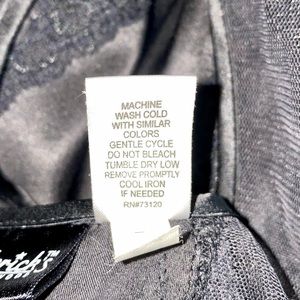 MACHINE
WASH COLD
WITH SIMILAR
COLORS
GENTLE CYCLE
DO NOT BLEACH
TUMBLE DRY LOW
REMOVE PROMPTLY
COOL IRON
IF NEEDED
RN#73120